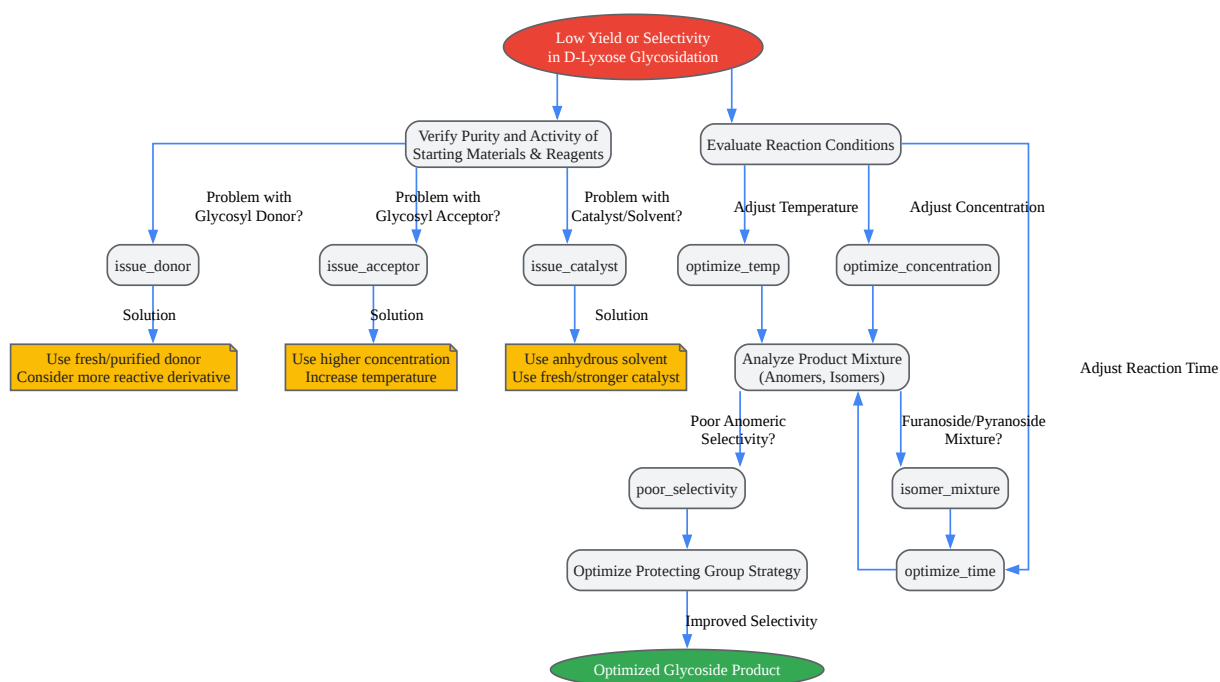 Low Yield or Selectivity
in D-Lyxose Glycosidation
Verify Purity and Activity of
Starting Materials & Reagents
Evaluate Reaction Conditions
Problem with
Glycosyl Donor?
Problem with
Glycosyl Acceptor?
Problem with
Catalyst/Solvent?
Adjust Temperature
Adjust Concentration
issue_donor
issue_acceptor
issue_catalyst
optimize_temp
optimize_concentration
Solution
Solution
Solution
Use fresh/purified donor
Consider more reactive derivative
Use higher concentration
Increase temperature
Use anhydrous solvent
Use fresh/stronger catalyst
Analyze Product Mixture
(Anomers, Isomers)
Adjust Reaction Time
Poor Anomeric
Selectivity?
Furanoside/Pyranoside
Mixture?
poor_selectivity
isomer_mixture
Optimize Protecting Group Strategy
optimize_time
Improved Selectivity
Optimized Glycoside Product